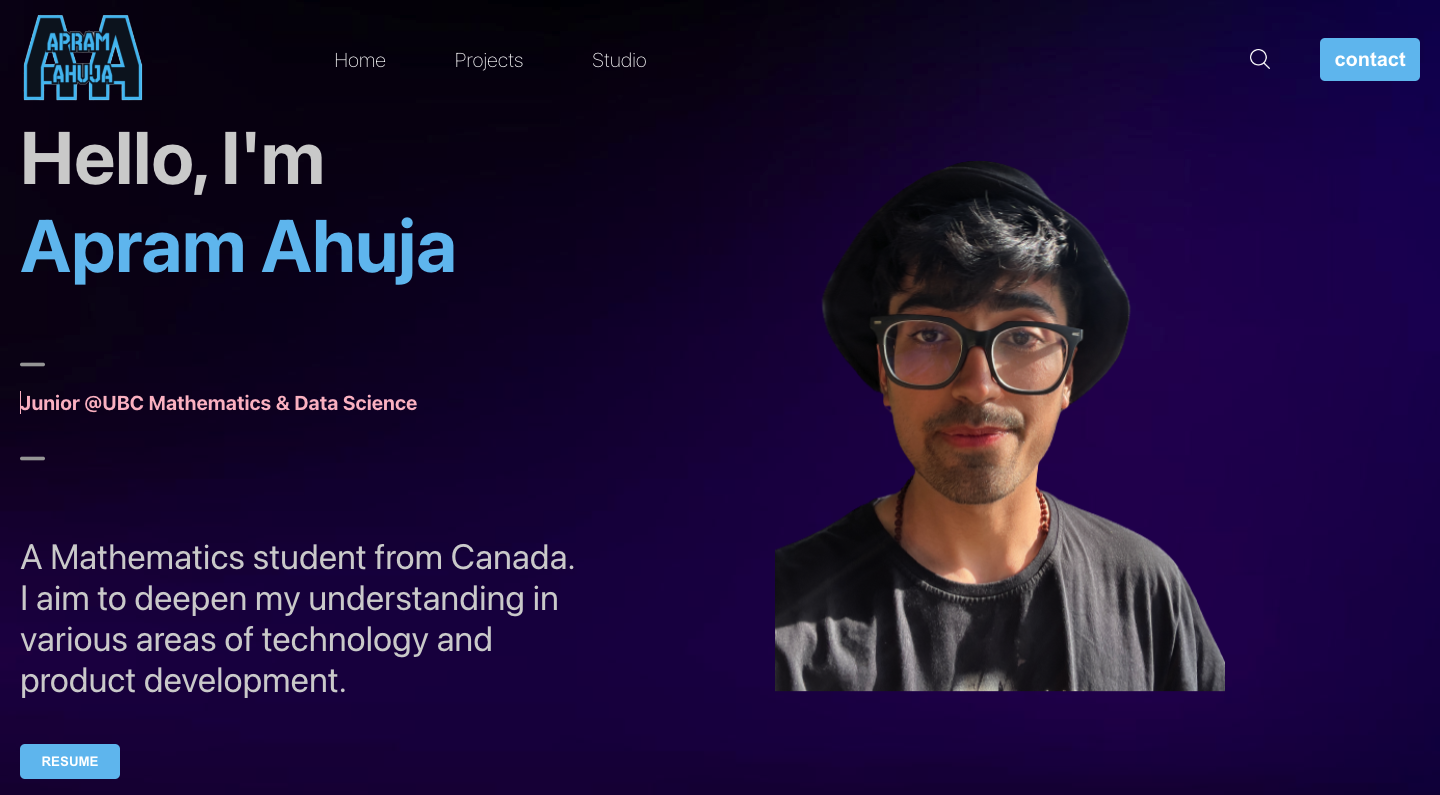 APRAM
AHUJA
Home
Projects
Studio
contact
Hello, I'm
Apram Ahuja
Junior @UBC Mathematics & Data Science
A Mathematics student from Canada.
I aim to deepen my understanding in
various areas of technology and
product development.
RESUME